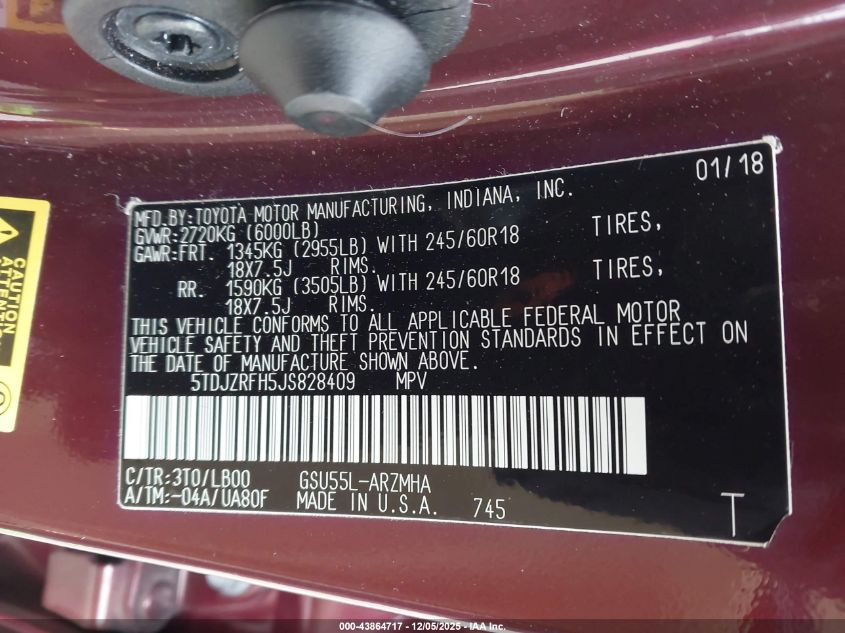 01/18
MFD.BY:TOYOTA MOTOR MANUFACTURING, INDIANA, INC.
GVWR:2720KG (6000LB)
GAWR:FRT. 1345KG (2955LB) WITH 245/60R18 TIRES,
18X7.5J RIMS.
RR. 1590KG (3505LB) WITH 245/60R18 TIRES,
18X7.5J RIMS.
THIS VEHICLE CONFORMS TO ALL APPLICABLE FEDERAL MOTOR
VEHICLE SAFETY AND THEFT PREVENTION STANDARDS IN EFFECT ON
THE DATE OF MANUFACTURE SHOWN ABOVE.
5TDJZRFH5JS828409 MPV
C/TR:3T0/LB00 GSU55L-ARZMHA
A/TM:-04A/UA80F MADE IN U.S.A. 745
T
CAUTION
000-43864717 - 12/05/2025 - IAA Inc.